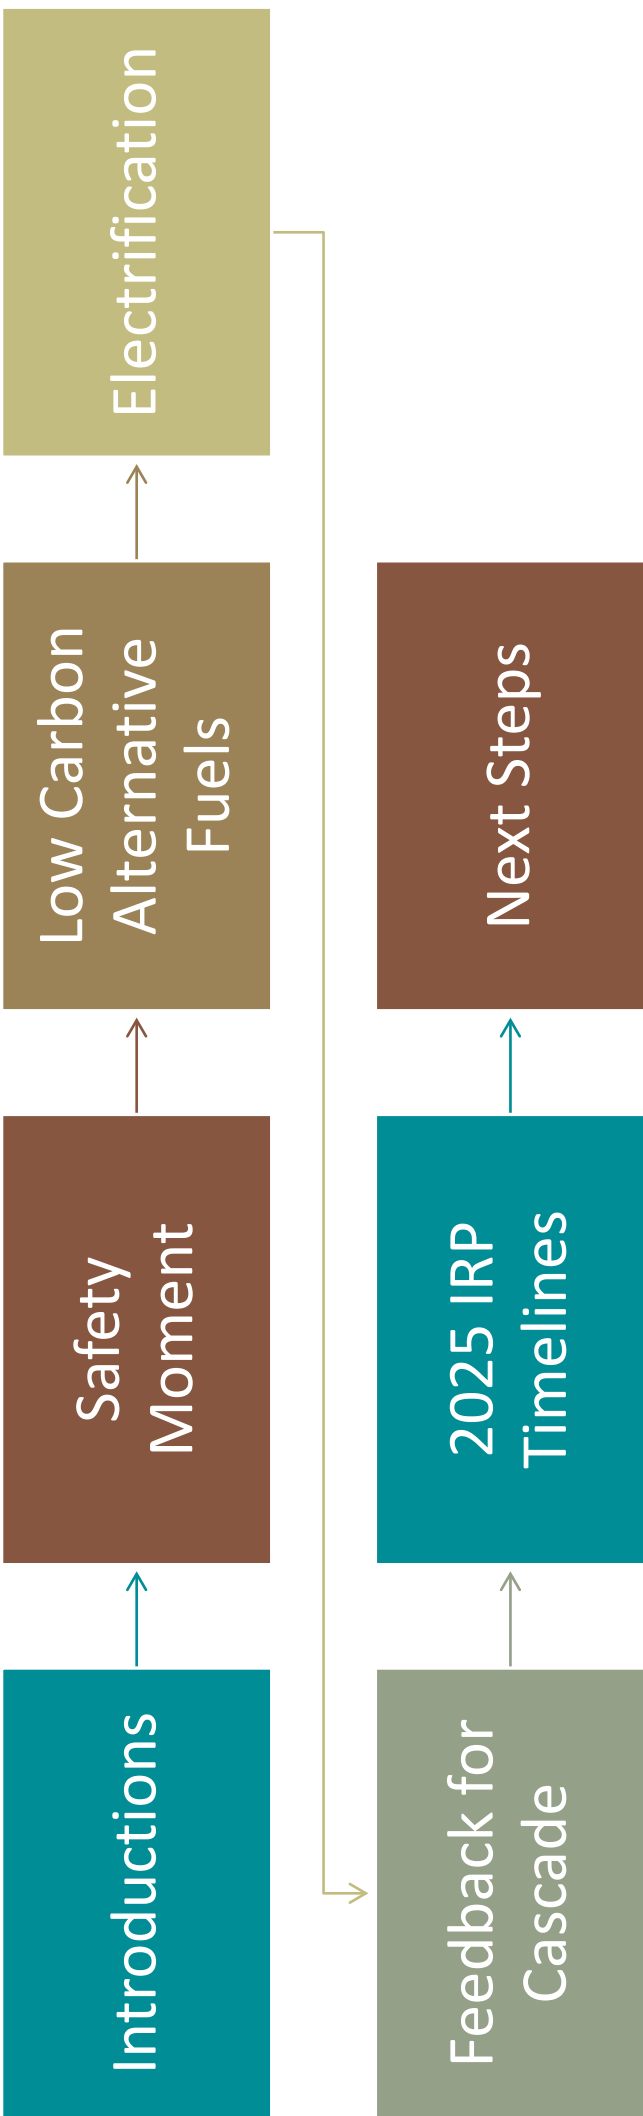 Introductions
Safety
Moment
Low Carbon
Alternative
Fuels
Electrification
Feedback for
Cascade
2025 IRP
Timelines
Next Steps